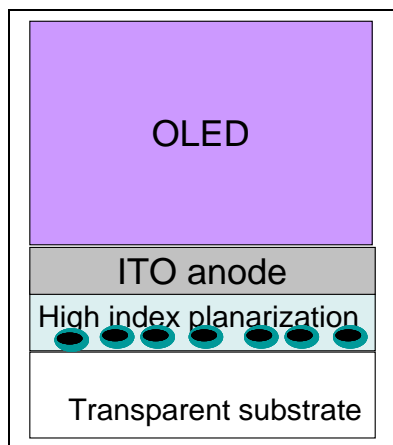 OLED
ITO anode
High index planarization
Transparent substrate